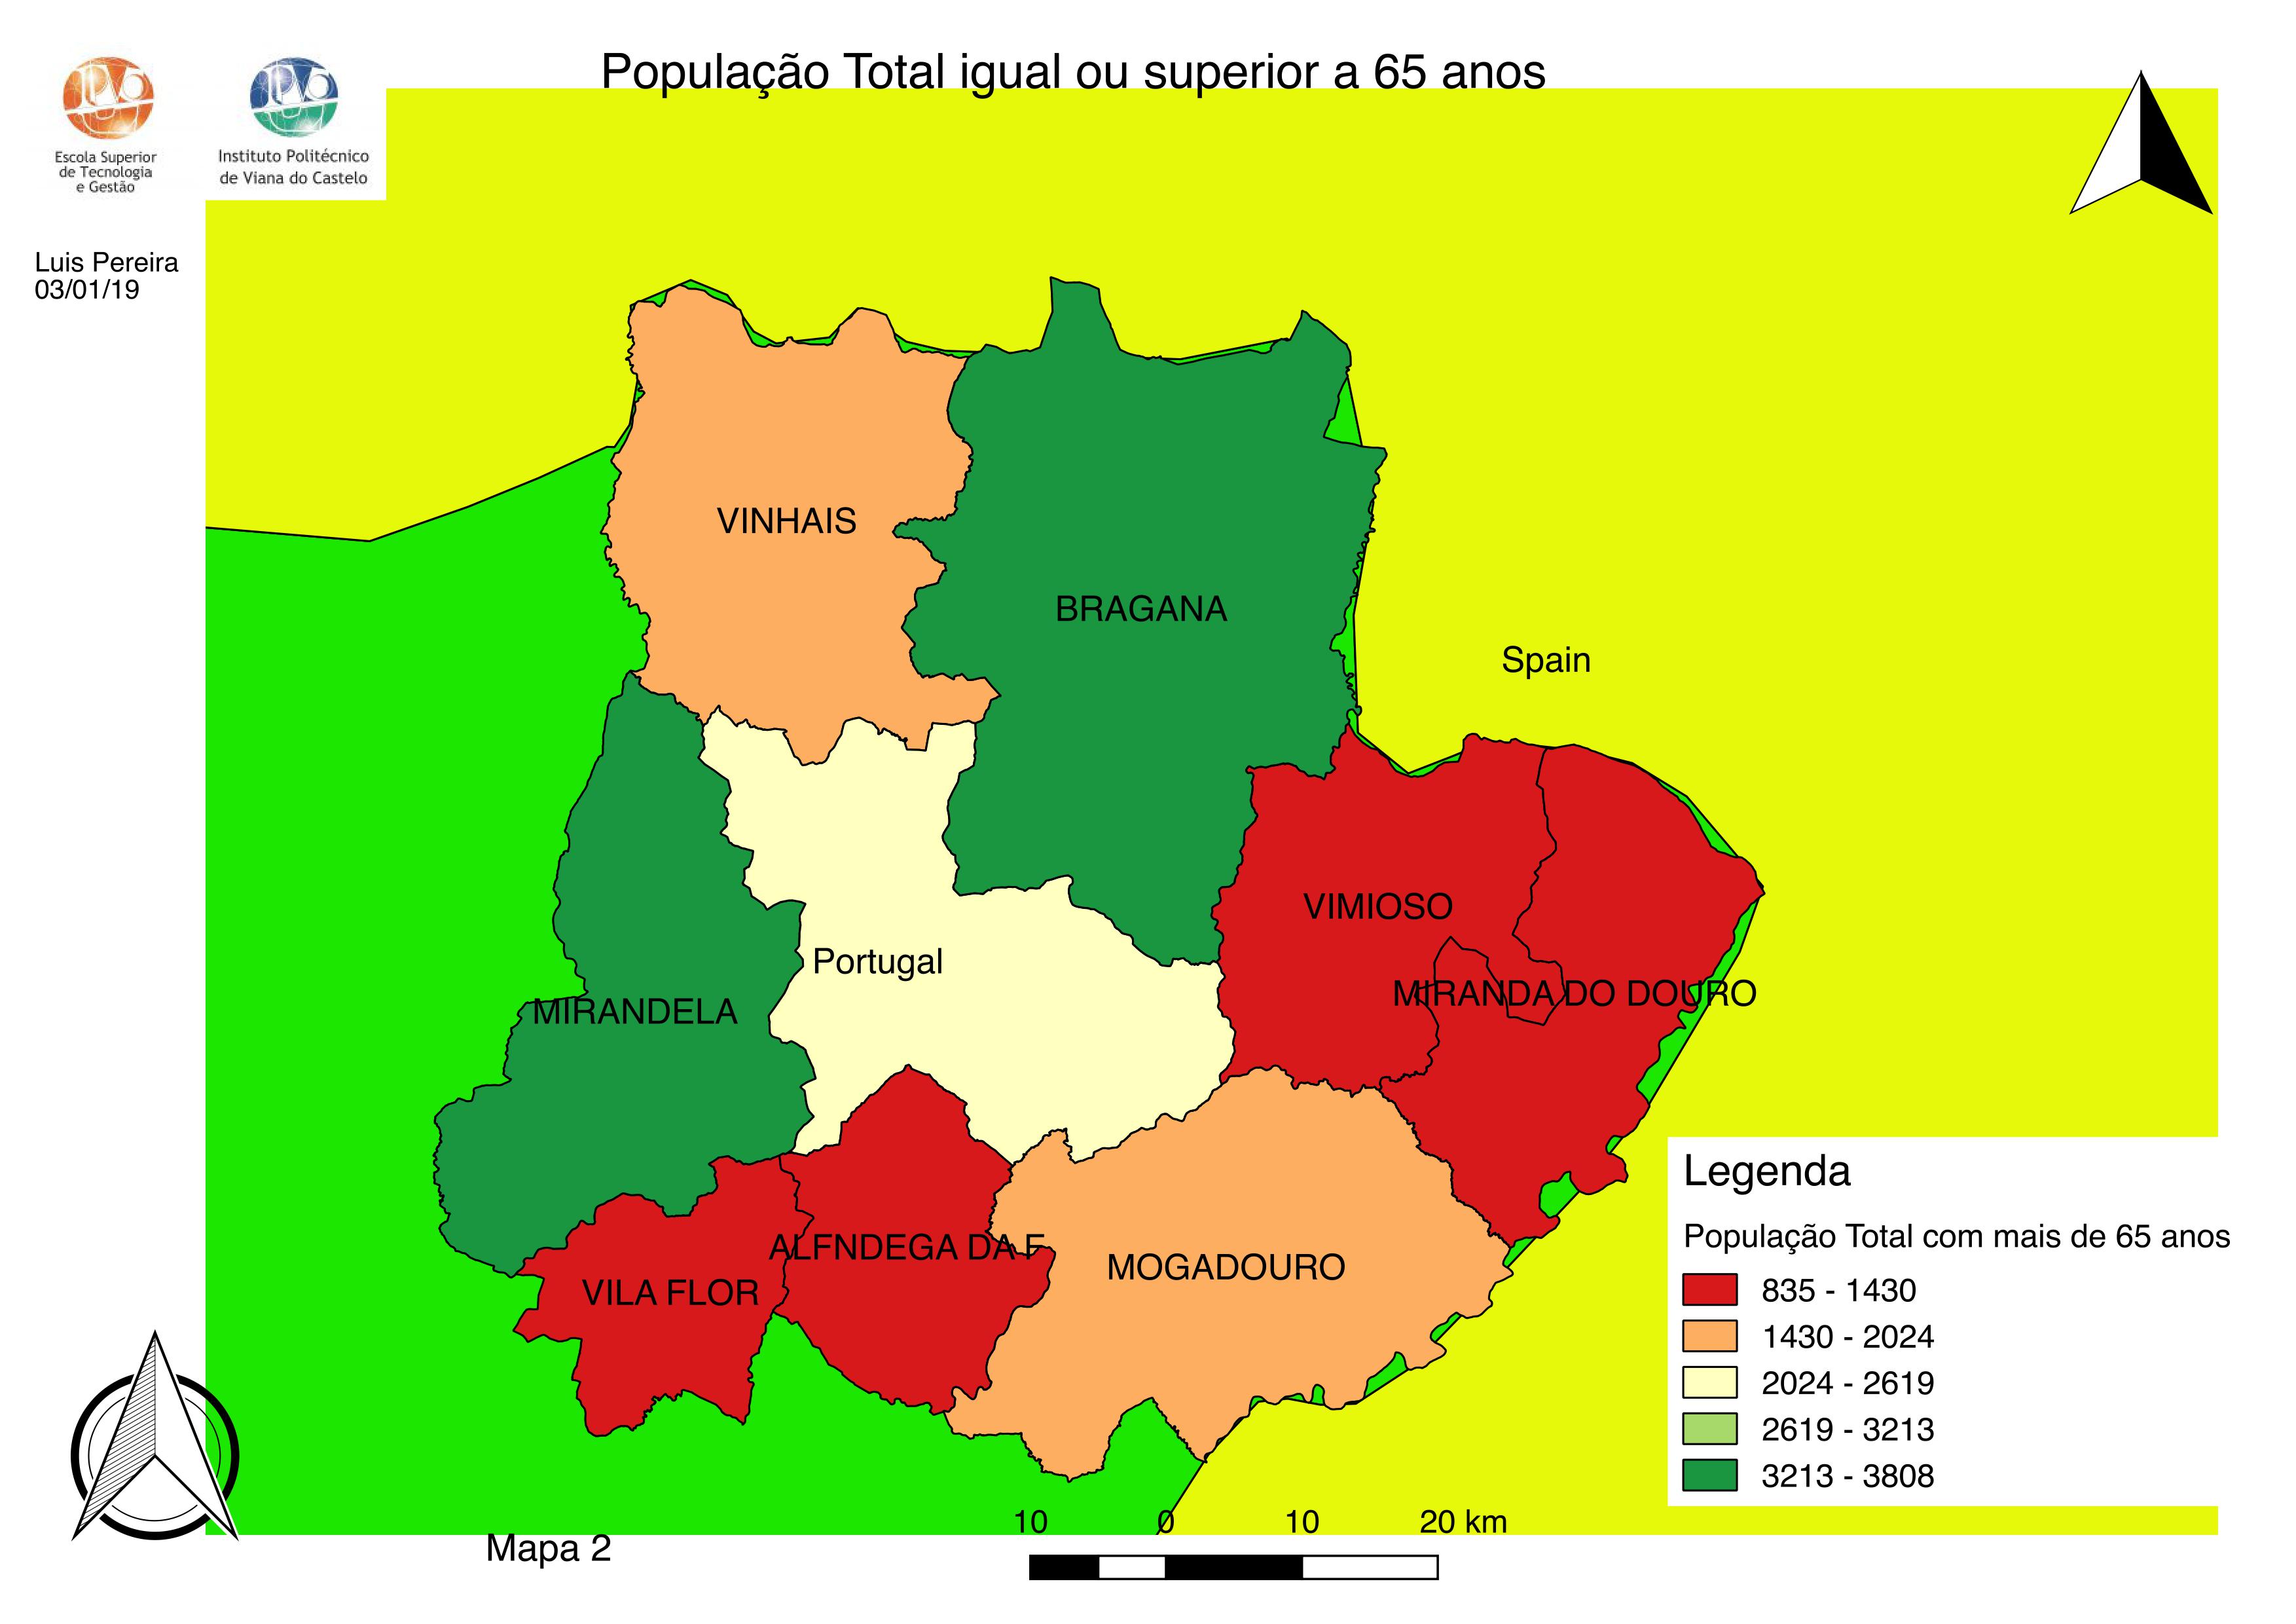 População Total igual ou superior a 65 anos
Escola Superior
de Tecnologia
e Gestão
Instituto Politécnico
de Viana do Castelo
Luis Pereira
03/01/19
VINHAIS
BRAGANA
Spain
VIMIOSO
Portugal
MIRANDA DO DOURO
MIRANDELA
ALFNDEGA DA F
MOGADOURO
VILA FLOR
Legenda
População Total com mais de 65 anos
835 - 1430
1430 - 2024
2024 - 2619
2619 - 3213
3213 - 3808
10 0 10 20 km
Mapa 2